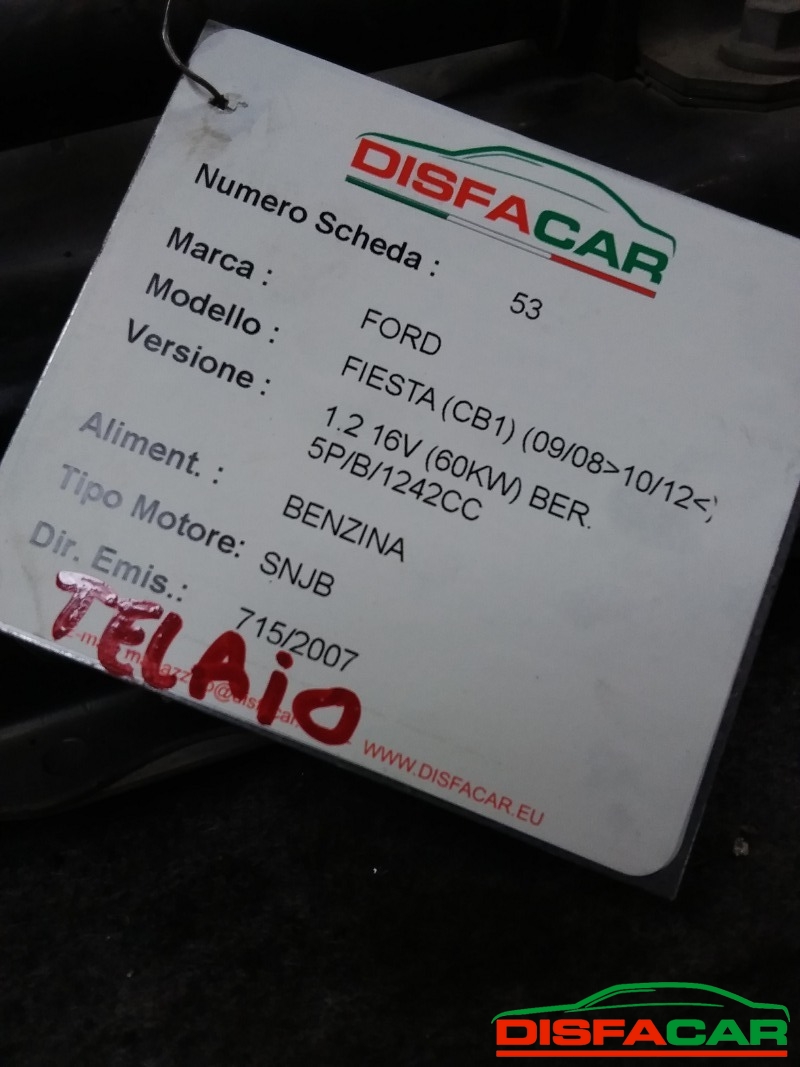 DISFACAR
Numero Scheda : 53
Marca : FORD
Modello : FIESTA (CB1) (09/08>10/12<)
Versione : 1.2 16V (60KW) BER.
5P/B/1242CC
Aliment. : BENZINA
Tipo Motore: SNJB
Dir. Emis.: 715/2007
TELAiO
WWW.DISFACAR.EU
DISFACAR